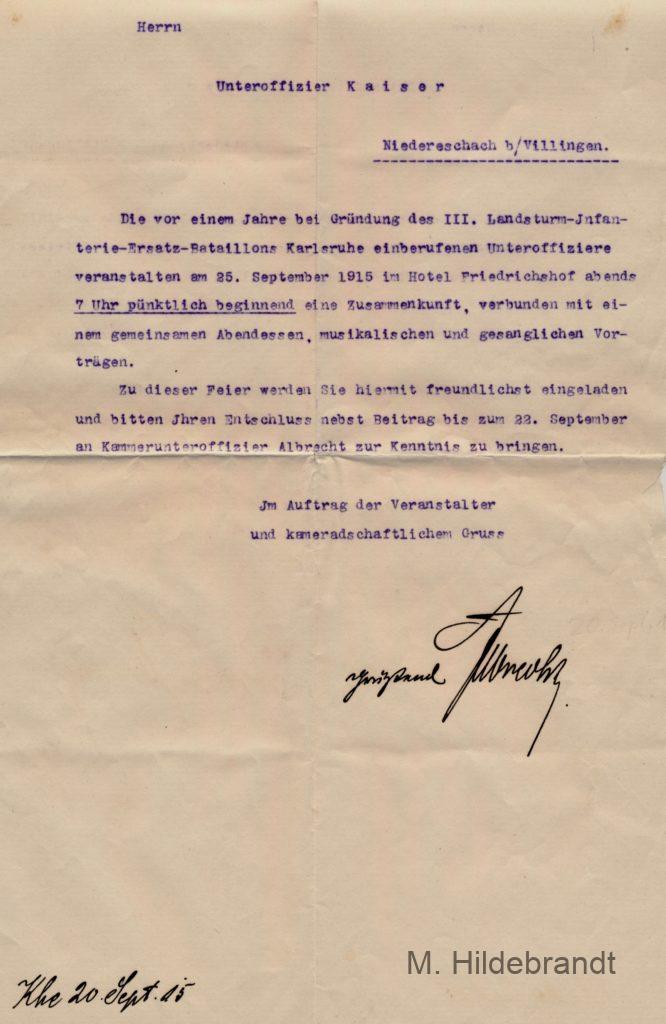 Herrn
Unteroffizier K a i s e r
Niedereschach b/Villingen.
Die vor einem Jahre bei Gründung des III. Landsturm-Jnfan-
terie-Ersatz-Bataillons Karlsruhe einberufenen Unteroffiziere
veranstalten am 25. September 1915 im Hotel Friedrichshof abends
7 Uhr pünktlich beginnend eine Zusammenkunft, verbunden mit ei-
nem gemeinsamen Abendessen, musikalischen und gesanglichen Vor-
trägen.
Zu dieser Feier werden Sie hiermit freundlichst eingeladen
und bitten Jhren Entschluss nebst Beitrag bis zum 22. September
an Kammerunteroffizier Albrecht zur Kenntnis zu bringen.
Jm Auftrag der Veranstalter
und kameradschaftlichem Gruss
grüßend Albrecht.
M. Hildebrandt
Khe 20. Sept. 15